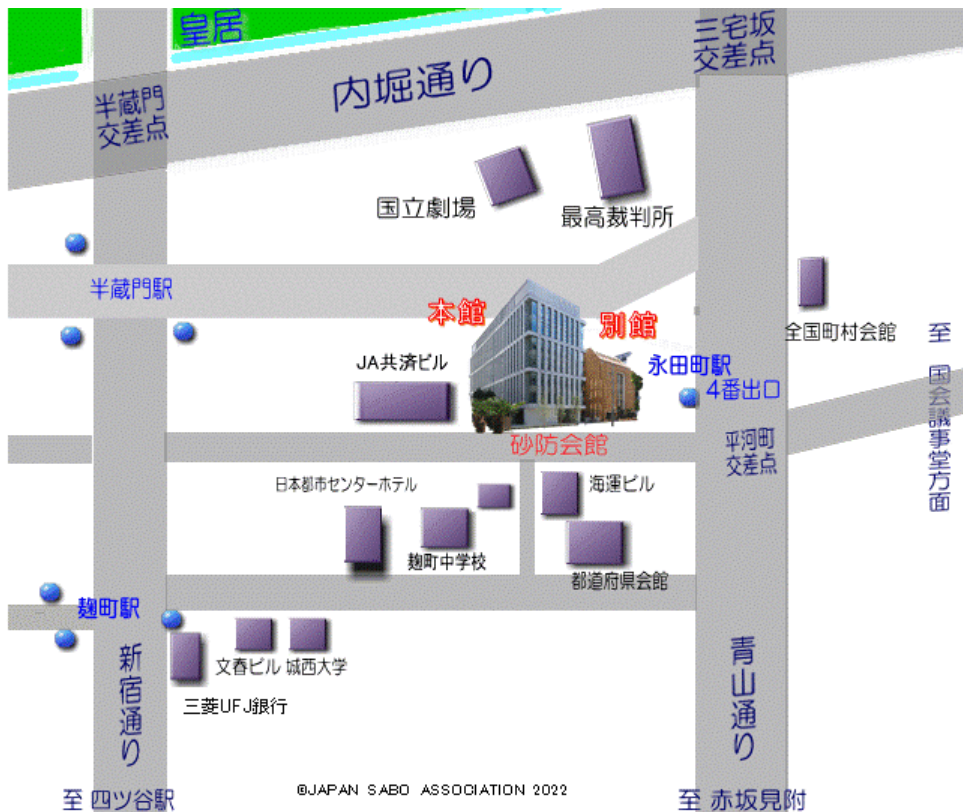 皇居
三宅坂
交差点
内堀通り
半蔵門
交差点
国立劇場
最高裁判所
半蔵門駅
本館
別館
全国町村会館
至 国会議事堂方面
JA共済ビル
永田町駅
4番出口
砂防会館
平河町
交差点
日本都市センターホテル
海運ビル
麹町中学校
都道府県会館
麹町駅
文春ビル
城西大学
三菱UFJ銀行
新宿通り
青山通り
至 四ツ谷駅
©JAPAN SABO ASSOCIATION 2022
至 赤坂見附